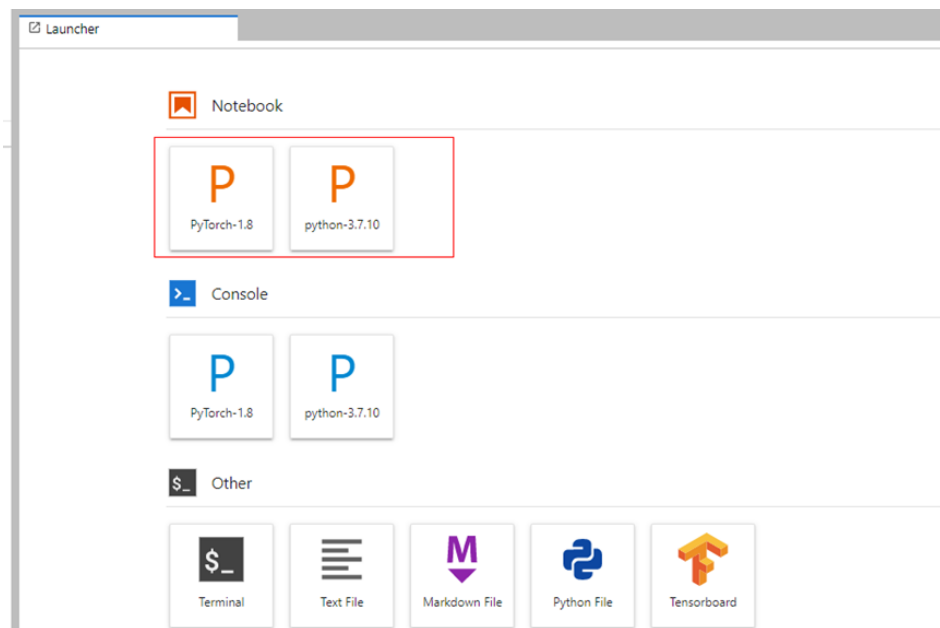 Launcher
Notebook
P P
PyTorch-1.8 python-3.7.10
Console
P P
PyTorch-1.8 python-3.7.10
$_ Other
$_ M
Terminal Text File Markdown File Python File Tensorboard